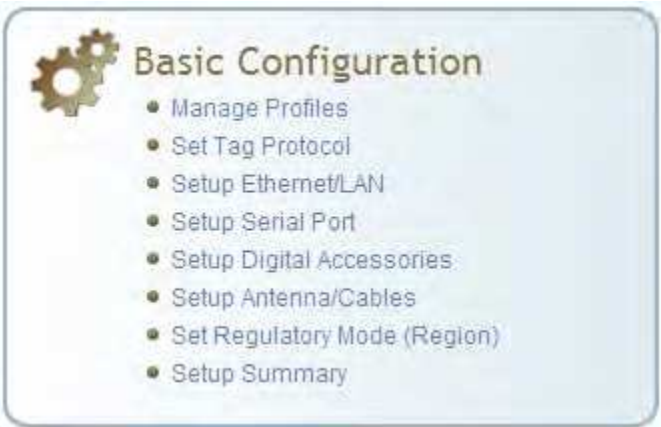 Basic Configuration
Manage Profiles
Set Tag Protocol
Setup Ethernet/LAN
Setup Serial Port
Setup Digital Accessories
Setup Antenna/Cables
Set Regulatory Mode (Region)
Setup Summary